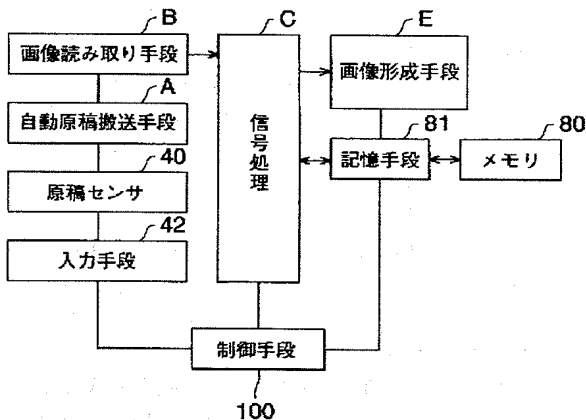 B
画像読み取り手段
A
自動原稿搬送手段
40
原稿センサ
42
入力手段
C
信号処理
E
画像形成手段
81
記憶手段
80
メモリ
制御手段
100